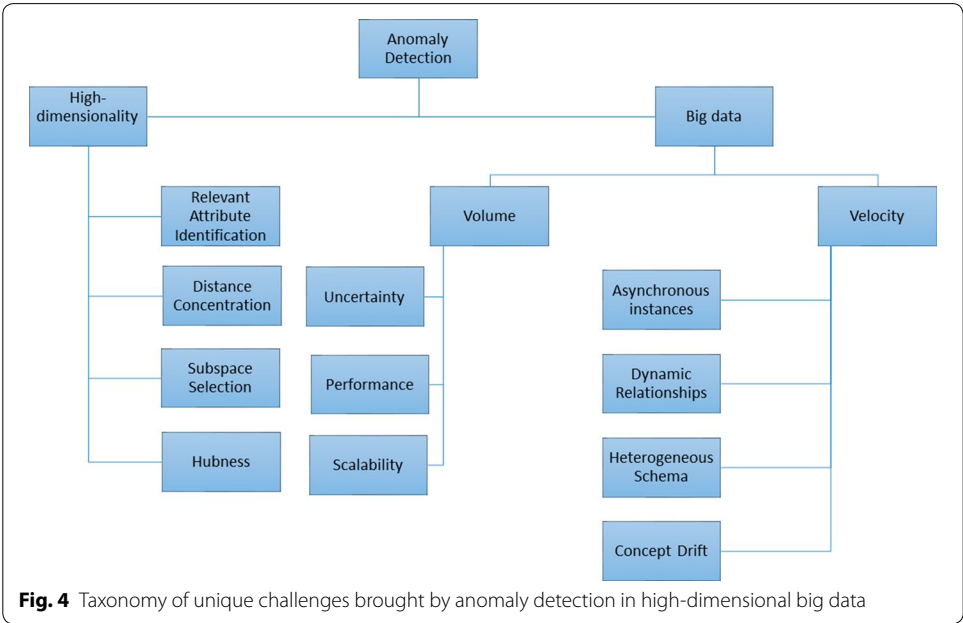 Anomaly
Detection
High-
dimensionality
Big data
Relevant
Attribute
Identification
Distance
Concentration
Subspace
Selection
Hubness
Volume
Uncertainty
Performance
Scalability
Velocity
Asynchronous
instances
Dynamic
Relationships
Heterogeneous
Schema
Concept Drift
Fig. 4 Taxonomy of unique challenges brought by anomaly detection in high-dimensional big data